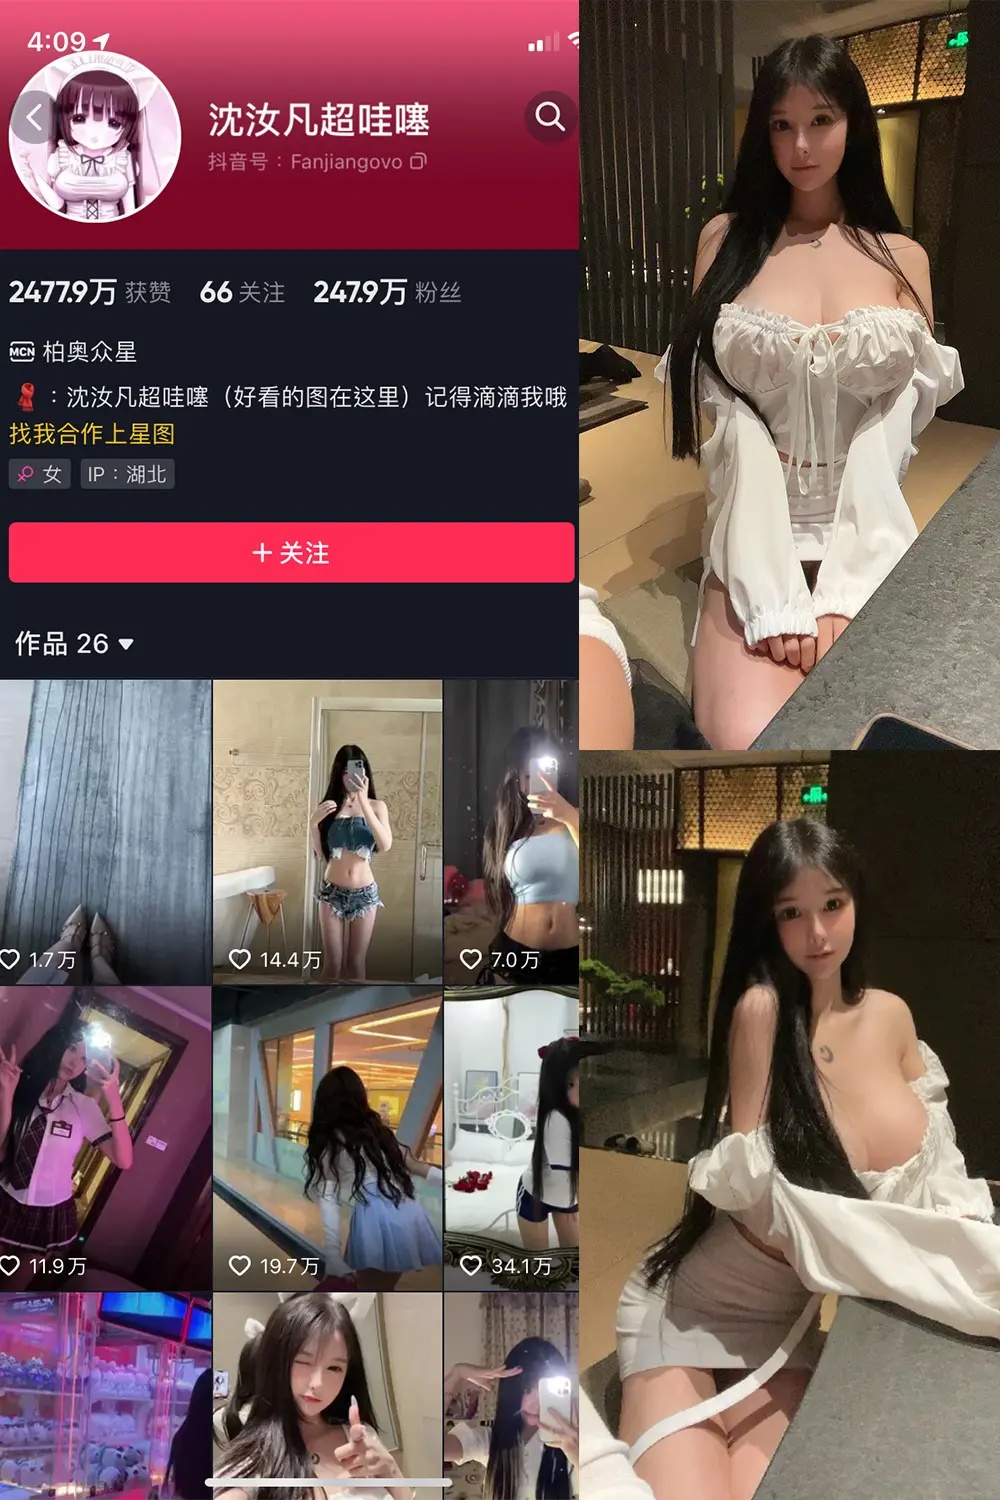 4:09
沈汝凡超哇噻
抖音号：Fanjiangovo
2477.9万 获赞 66 关注 247.9万 粉丝
MCN 柏奥众星
：沈汝凡超哇噻（好看的图在这里）记得滴滴我哦
找我合作上星图
女 IP：湖北
+ 关注
作品 26
1.7万 14.4万 7.0万
11.9万 19.7万 34.1万